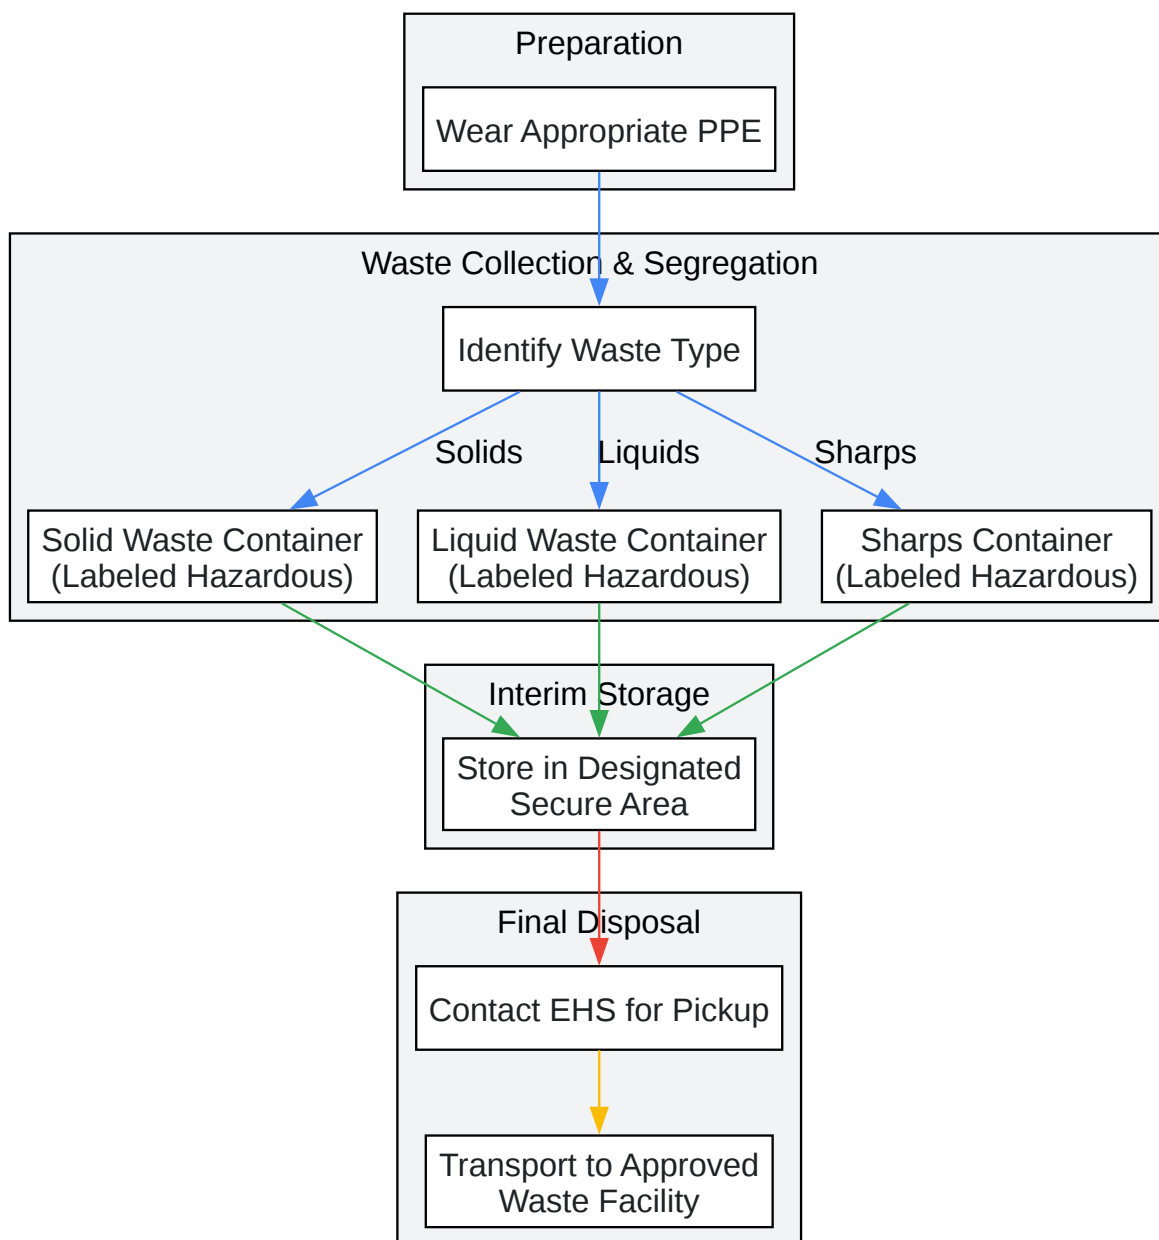 Preparation
Wear Appropriate PPE
Waste Collection & Segregation
Identify Waste Type
Solids
Liquids
Sharps
Solid Waste Container
(Labeled Hazardous)
Liquid Waste Container
(Labeled Hazardous)
Sharps Container
(Labeled Hazardous)
Interim Storage
Store in Designated
Secure Area
Final Disposal
Contact EHS for Pickup
Transport to Approved
Waste Facility